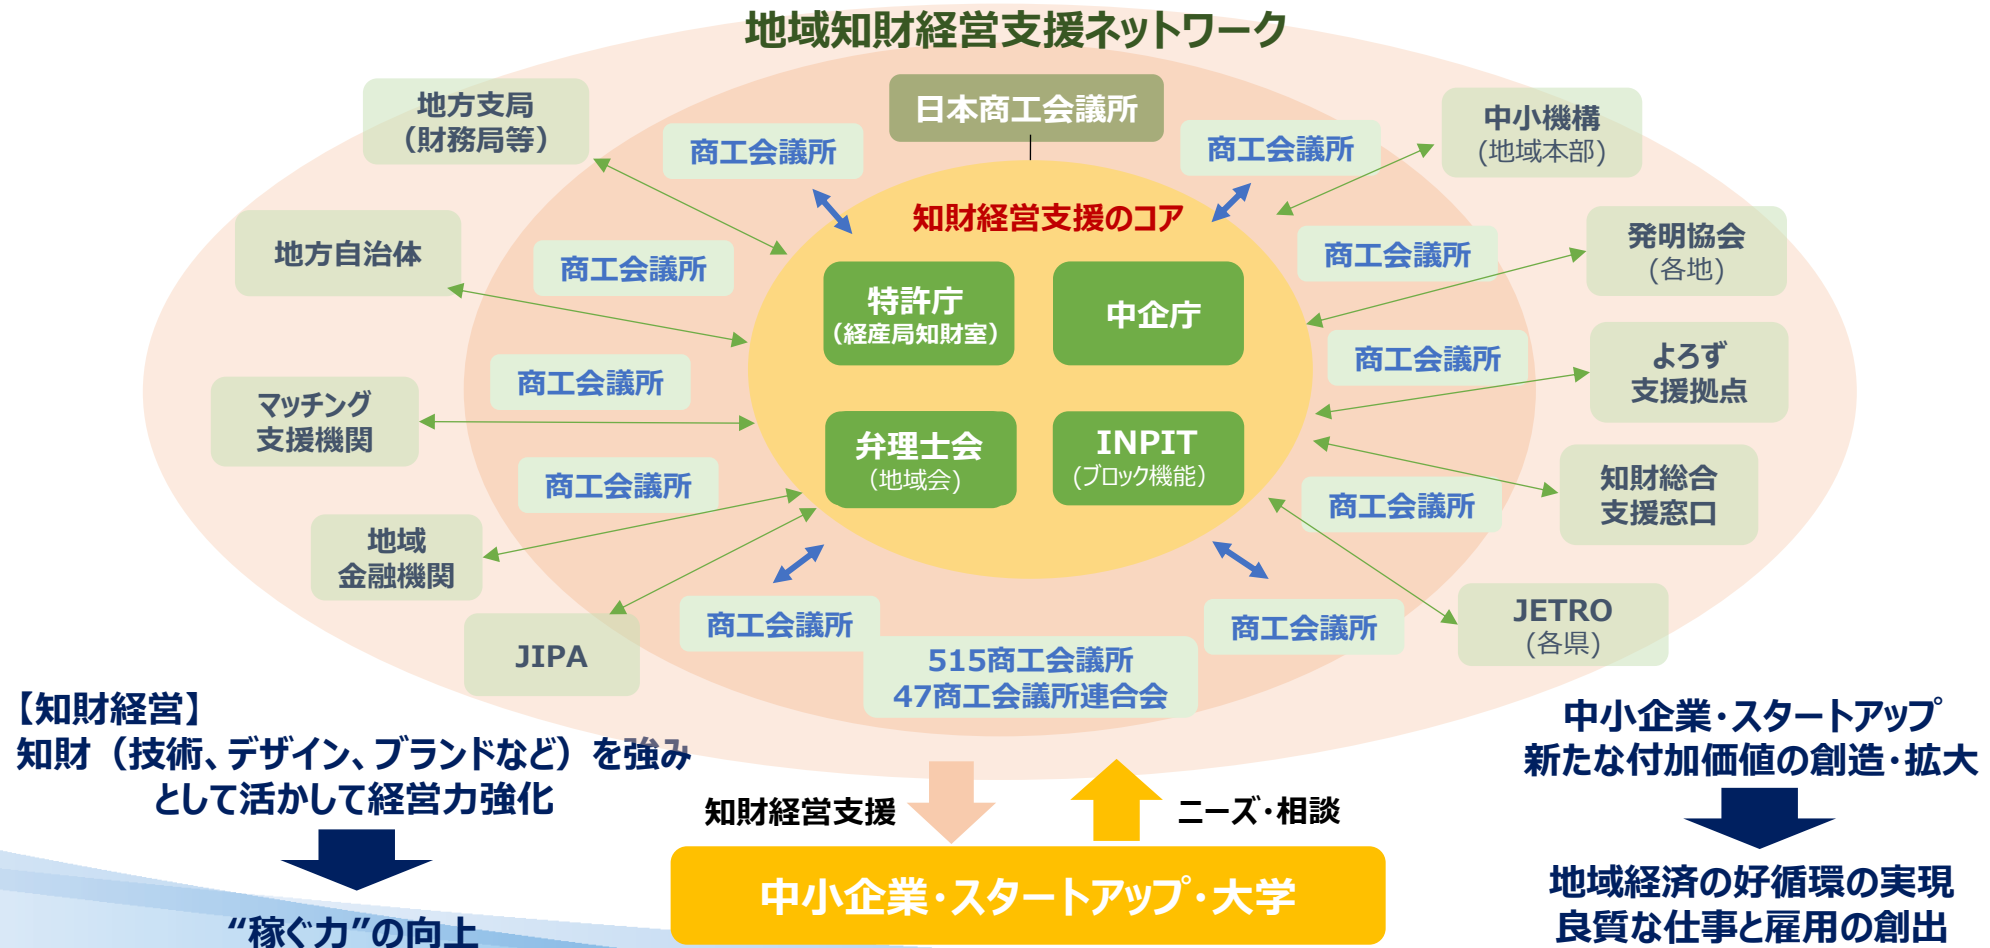 地域知財経営支援ネットワーク
日本商工会議所
地方支局
（財務局等）
商工会議所
商工会議所
中小機構
(地域本部)
知財経営支援のコア
地方自治体
商工会議所
商工会議所
発明協会
(各地)
特許庁
（経産局知財室）
中企庁
マッチング
支援機関
商工会議所
商工会議所
よろず
支援拠点
弁理士会
（地域会）
INPIT
(ブロック機能）
商工会議所
商工会議所
知財総合
支援窓口
地域
金融機関
JIPA
商工会議所
商工会議所
JETRO
(各県)
515商工会議所
47商工会議所連合会
【知財経営】
知財（技術、デザイン、ブランドなど）を強み
として活かして経営力強化
“稼ぐ力”の向上
知財経営支援
ニーズ・相談
中小企業・スタートアップ・大学
中小企業・スタートアップ
新たな付加価値の創造・拡大
地域経済の好循環の実現
良質な仕事と雇用の創出